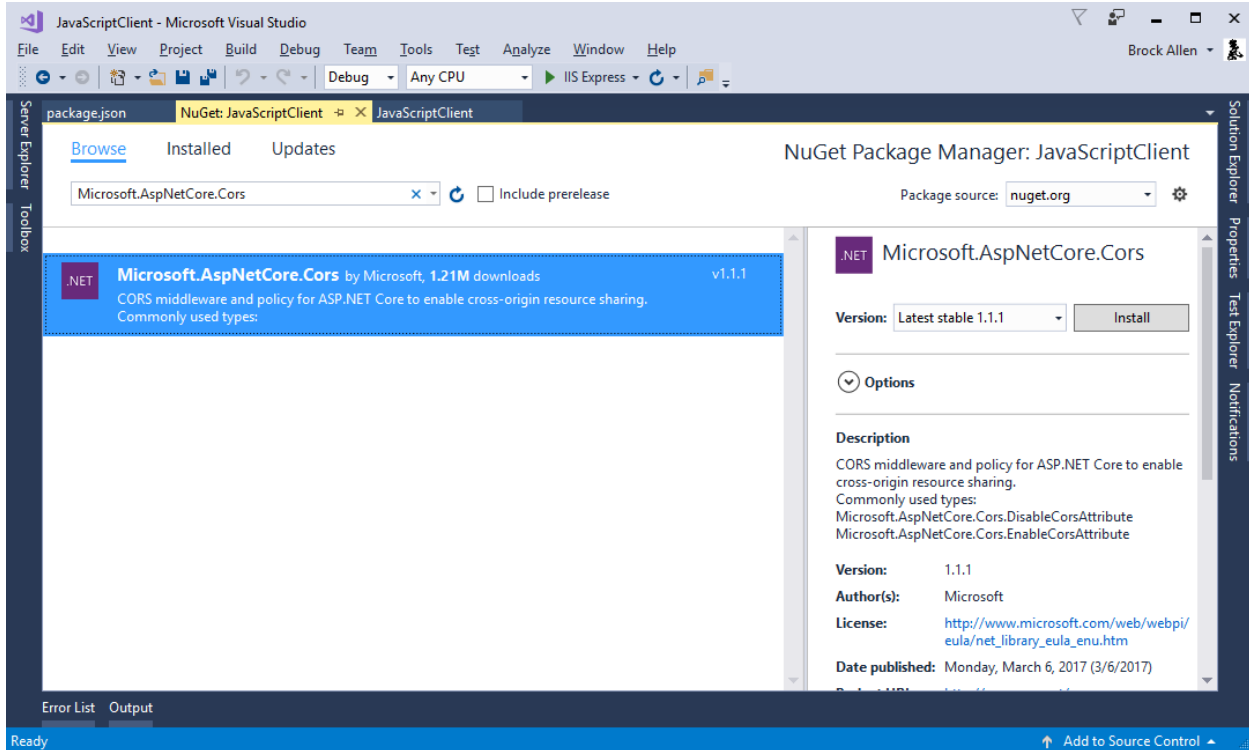 JavaScriptClient - Microsoft Visual Studio
File Edit View Project Build Debug Team Tools Test Analyze Window Help
Brock Allen
Debug Any CPU IIS Express
Server Explorer
Toolbox
package.json NuGet: JavaScriptClient JavaScriptClient
Browse Installed Updates
NuGet Package Manager: JavaScriptClient
Microsoft.AspNetCore.Cors
Include prerelease
Package source: nuget.org
.NET
Microsoft.AspNetCore.Cors by Microsoft, 1.21M downloads
v1.1.1
CORS middleware and policy for ASP.NET Core to enable cross-origin resource sharing.
Commonly used types:
.NET
Microsoft.AspNetCore.Cors
Version: Latest stable 1.1.1 Install
Options
Description
CORS middleware and policy for ASP.NET Core to enable
cross-origin resource sharing.
Commonly used types:
Microsoft.AspNetCore.Cors.DisableCorsAttribute
Microsoft.AspNetCore.Cors.EnableCorsAttribute
Version: 1.1.1
Author(s): Microsoft
License: http://www.microsoft.com/web/webpi/
eula/net_library_eula_enu.htm
Date published: Monday, March 6, 2017 (3/6/2017)
Solution Explorer
Properties
Test Explorer
Notifications
Error List Output
Ready
Add to Source Control